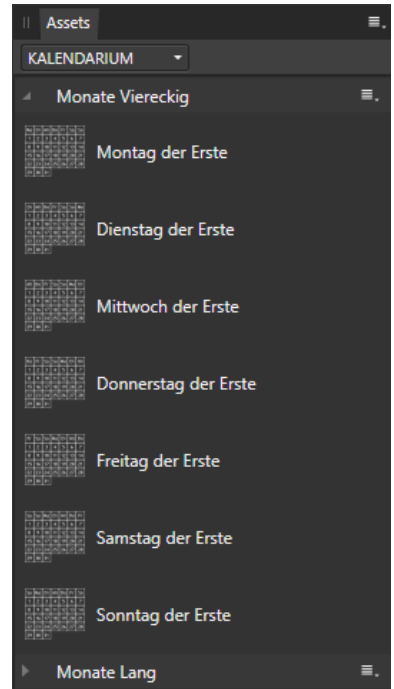 Assets
KALENDARIUM
Monate Viereckig
Montag der Erste
Dienstag der Erste
Mittwoch der Erste
Donnerstag der Erste
Freitag der Erste
Samstag der Erste
Sonntag der Erste
Monate Lang